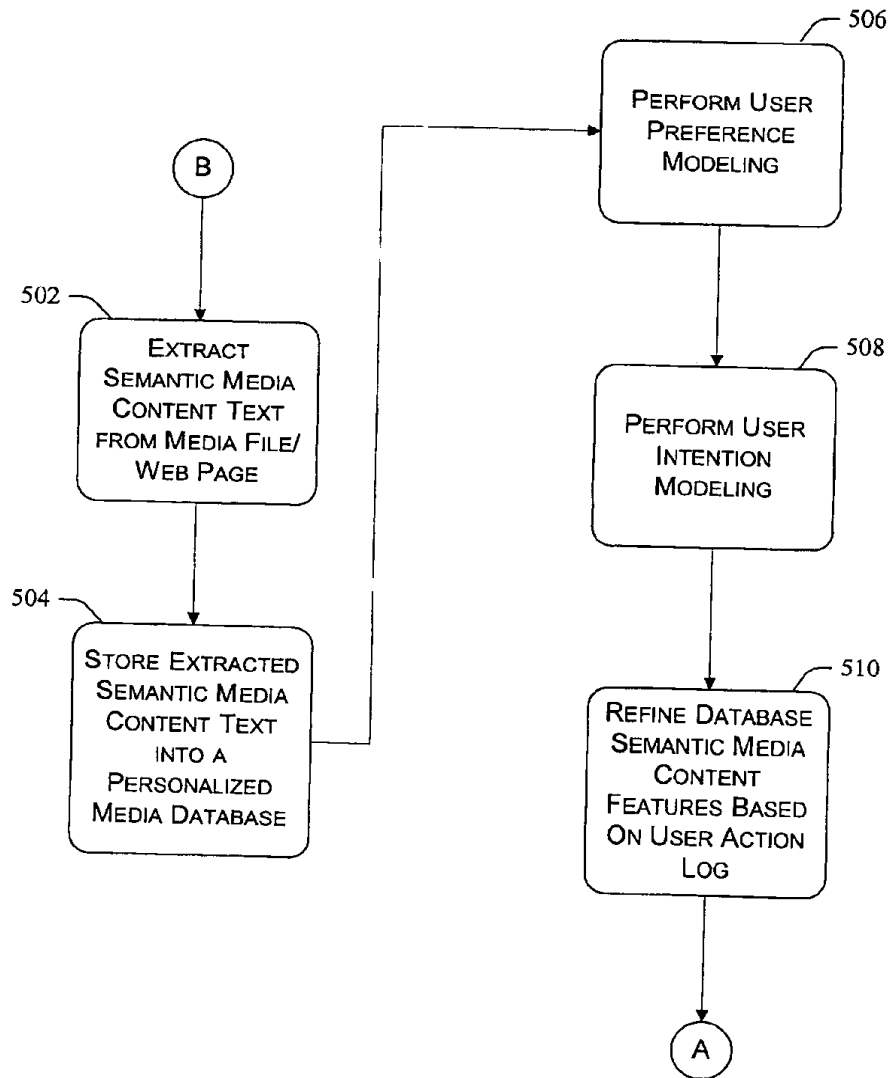 B
502
EXTRACT
SEMANTIC MEDIA
CONTENT TEXT
FROM MEDIA FILE/
WEB PAGE
504
STORE EXTRACTED
SEMANTIC MEDIA
CONTENT TEXT
INTO A
PERSONALIZED
MEDIA DATABASE
506
PERFORM USER
PREFERENCE
MODELING
508
PERFORM USER
INTENTION
MODELING
510
REFINE DATABASE
SEMANTIC MEDIA
CONTENT
FEATURES BASED
ON USER ACTION
LOG
A